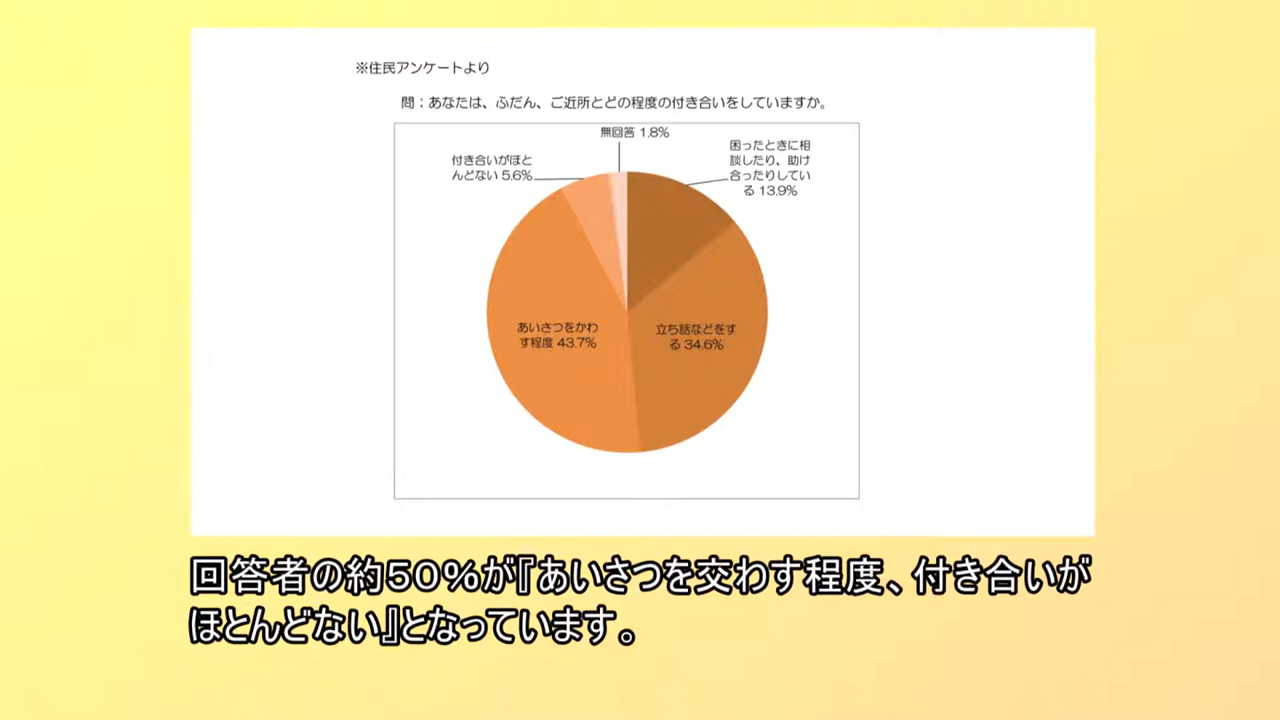 ※住民アンケートより
問：あなたは、ふだん、ご近所とどの程度の付き合いをしていますか。
無回答 1.8%
困ったときに相
談したり、助け
合ったりしてい
る 13.9%
付き合いがほと
んどない 5.6%
あいさつをかわ
す程度 43.7%
立ち話などをす
る 34.6%
回答者の約５０％が『あいさつを交わす程度、付き合いが
ほとんどない』となっています。